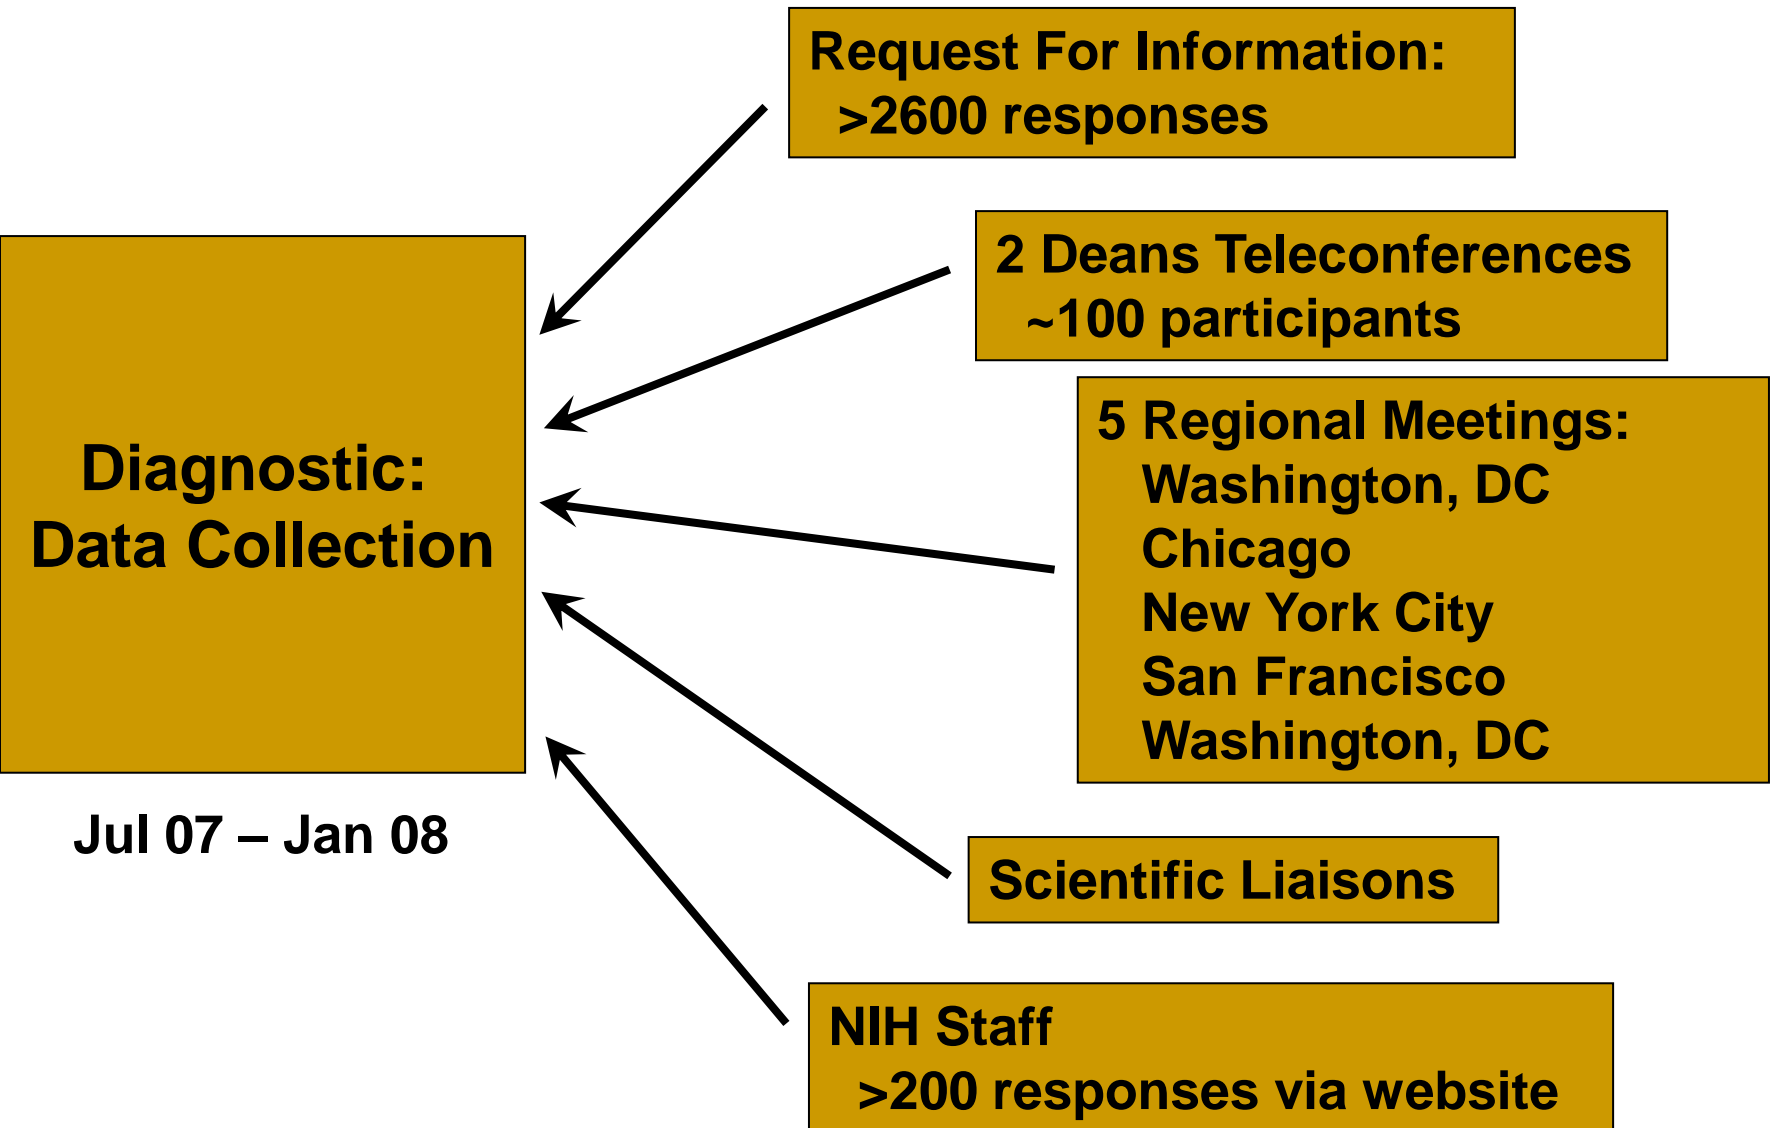 Request For Information:
>2600 responses
2 Deans Teleconferences
~100 participants
Diagnostic:
Data Collection
Jul 07 – Jan 08
5 Regional Meetings:
Washington, DC
Chicago
New York City
San Francisco
Washington, DC
Scientific Liaisons
NIH Staff
>200 responses via website